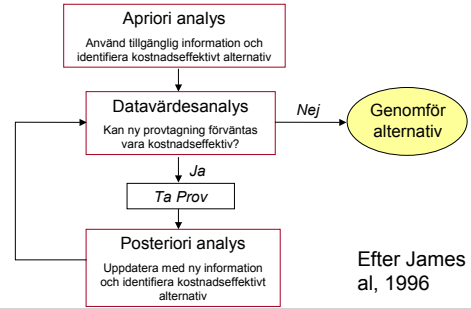 Apriori analys
Använd tillgänglig information och
identifiera kostnadseffektivt alternativ
Datavärdesanalys
Kan ny provtagning förväntas
vara kostnadseffektiv?
Nej
Genomför
alternativ
Ja
Ta Prov
Posteriori analys
Uppdatera med ny information
och identifiera kostnadseffektivt
alternativ
Efter James
al, 1996